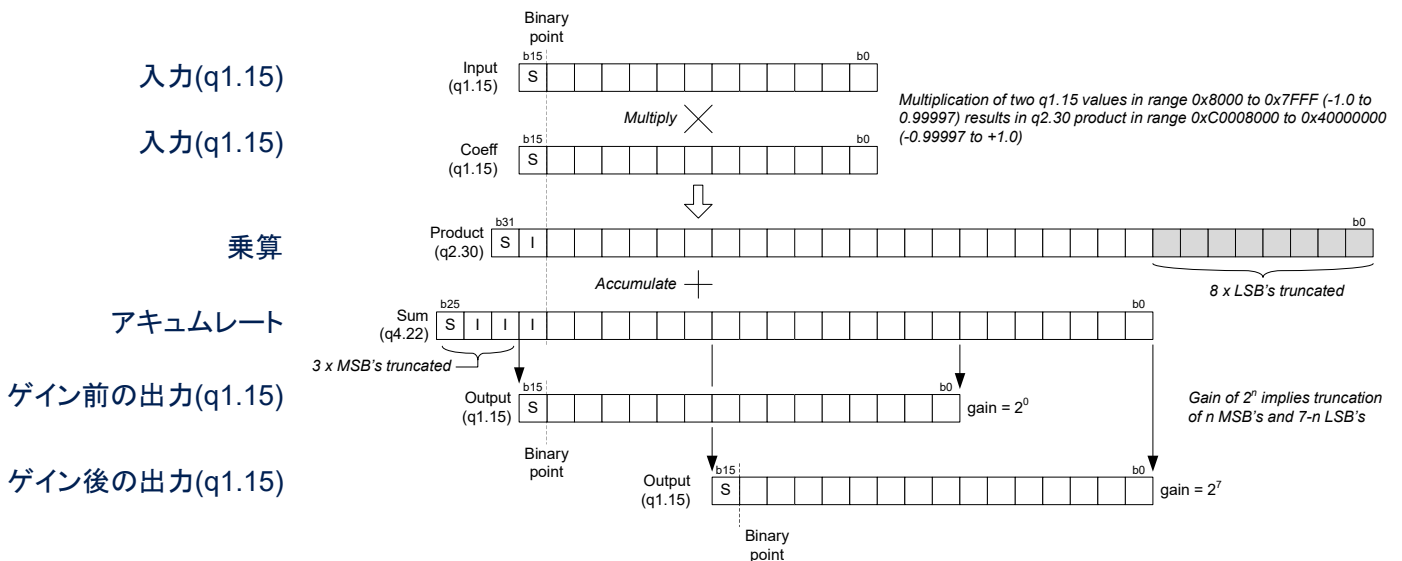 Binary
point
入力(q1.15)
Input
(q1.15)
b15
b0
S
Multiply
Multiplication of two q1.15 values in range 0x8000 to 0x7FFF (-1.0 to
0.99997) results in q2.30 product in range 0xC0008000 to 0x40000000
(-0.99997 to +1.0)
入力(q1.15)
Coeff
(q1.15)
b15
b0
S
乗算
Product
(q2.30)
b31
b0
S I
Accumulate
8 x LSB's truncated
アキュムレート
Sum
(q4.22)
b25
b0
S I I I
3 x MSB's truncated
ゲイン前の出力(q1.15)
Output
(q1.15)
b15
b0
S
gain = 2^0
Gain of 2^n implies truncation
of n MSB's and 7-n LSB's
Binary
point
ゲイン後の出力(q1.15)
Output
(q1.15)
b15
b0
S
gain = 2^7
Binary
point